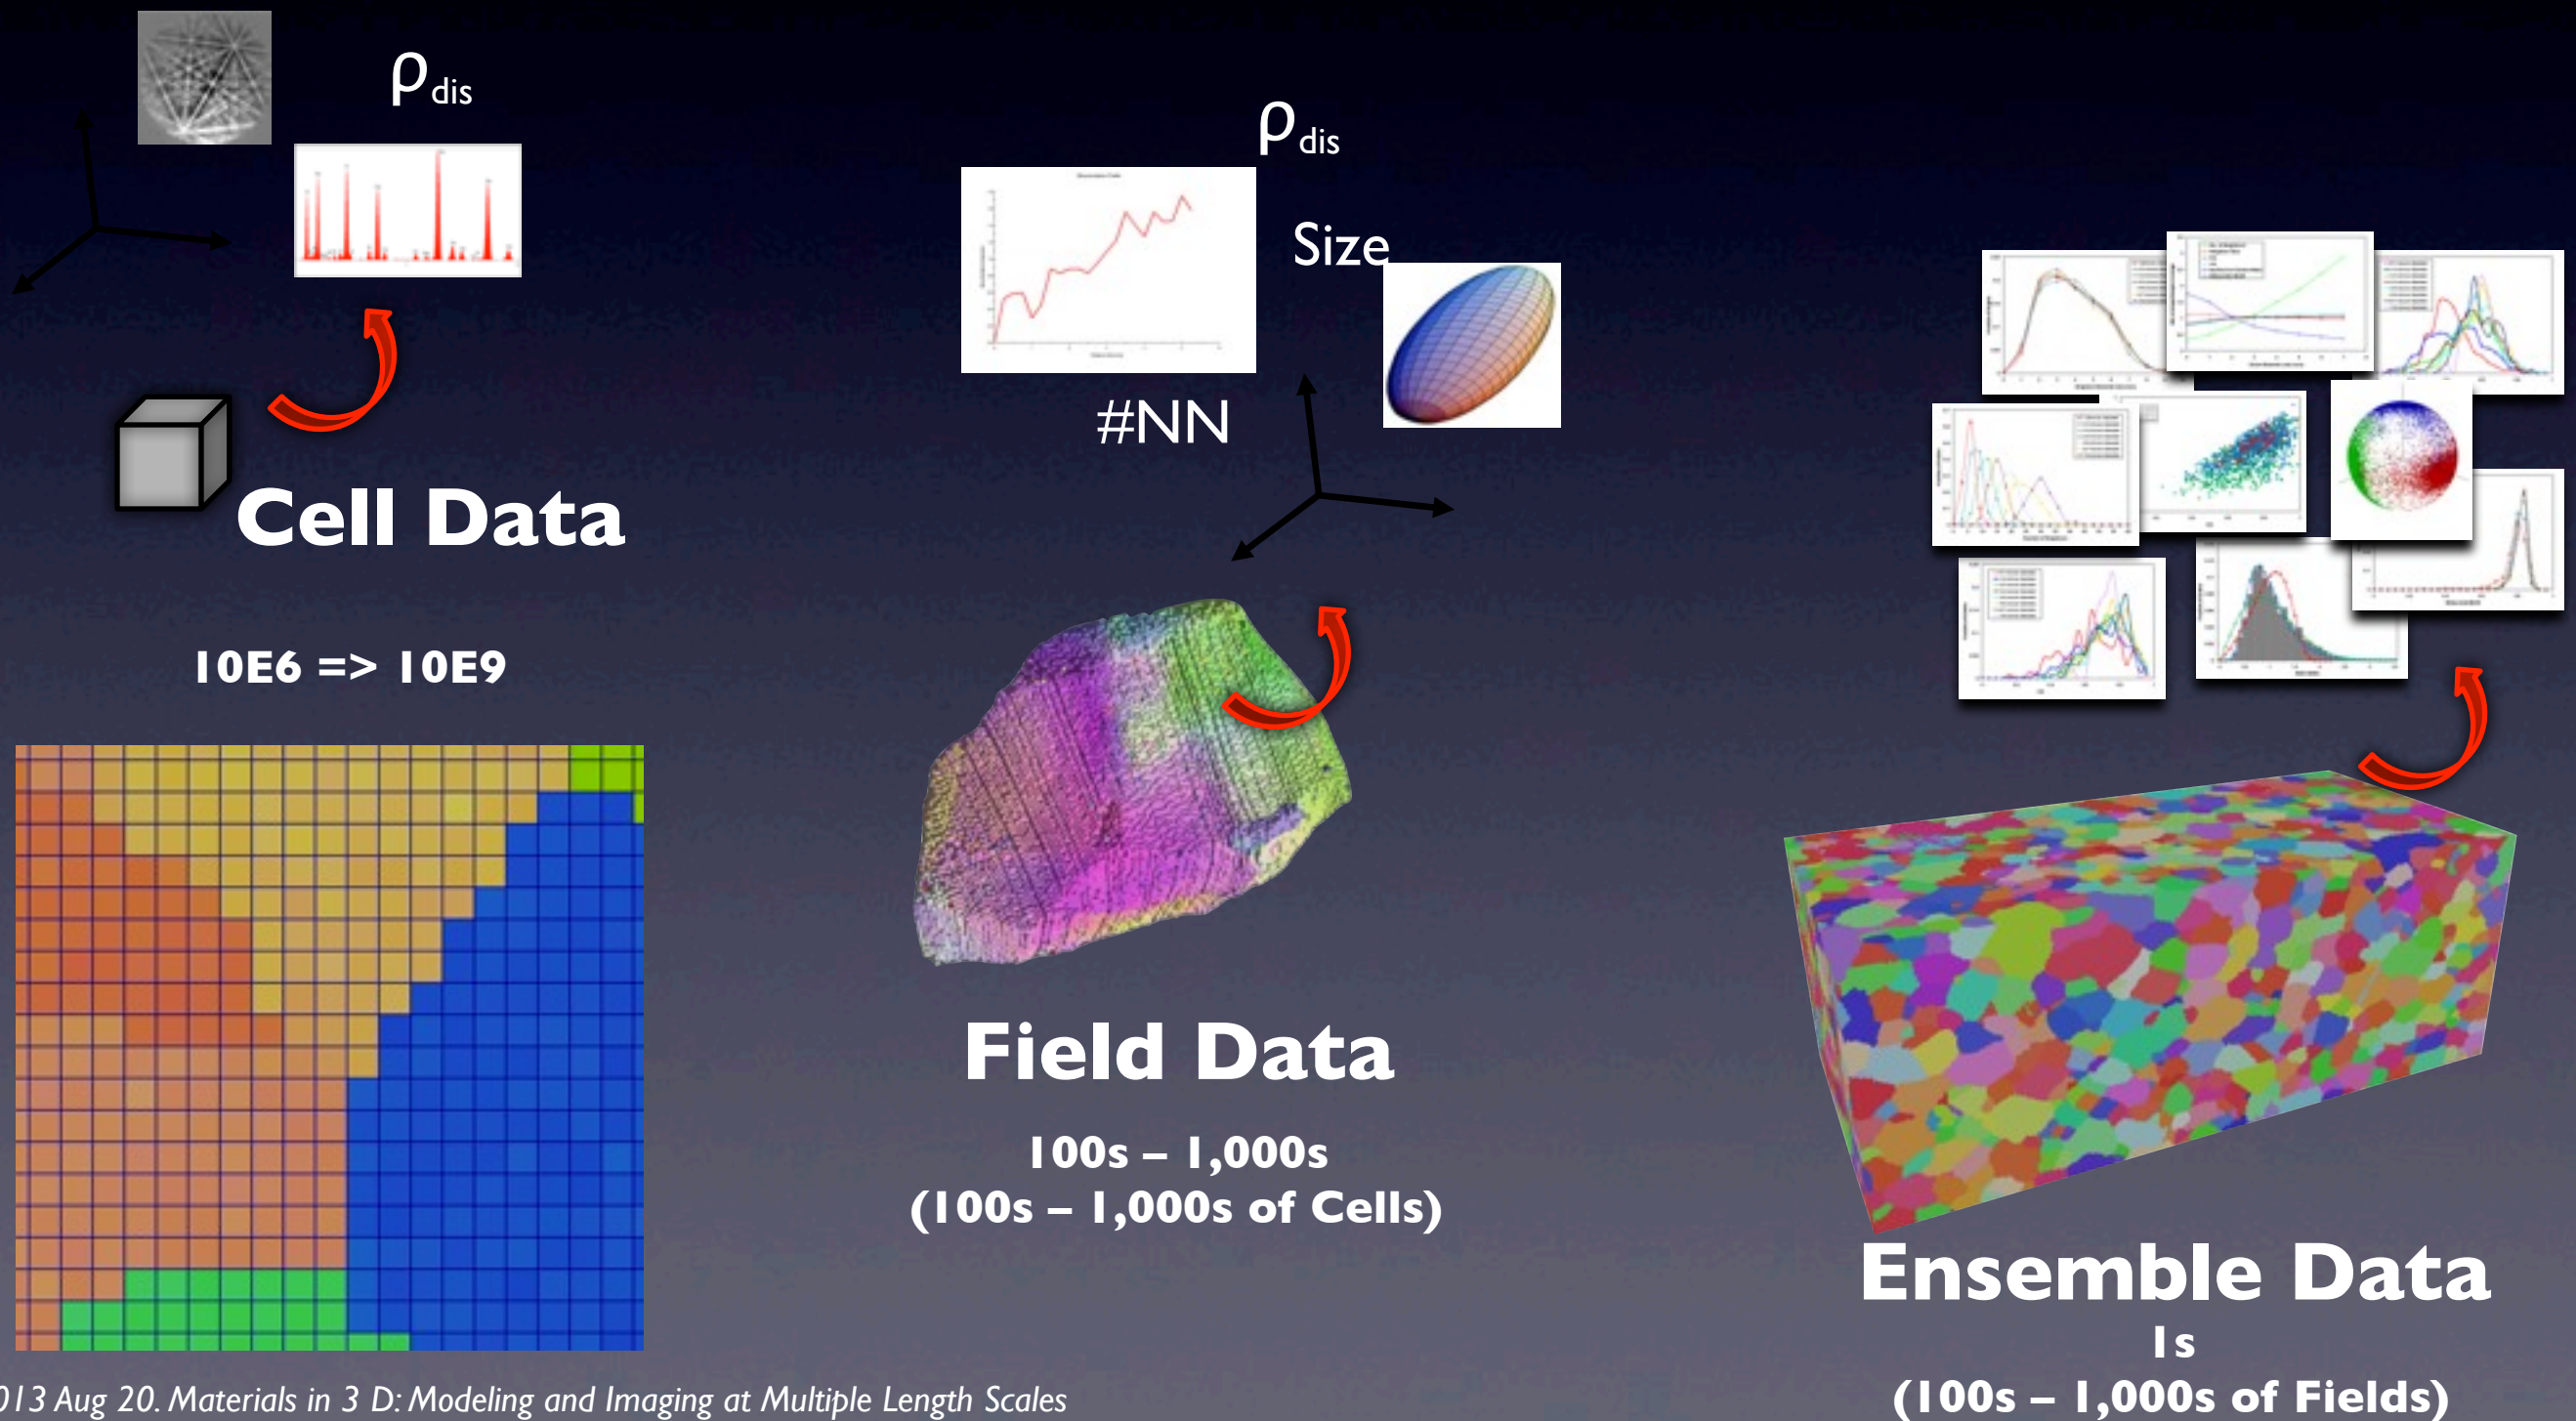 ρdis
ρdis
Size
#NN
Cell Data
10E6 => 10E9
Field Data
100s – 1,000s
(100s – 1,000s of Cells)
Ensemble Data
1s
(100s – 1,000s of Fields)
013 Aug 20. Materials in 3 D: Modeling and Imaging at Multiple Length Scales